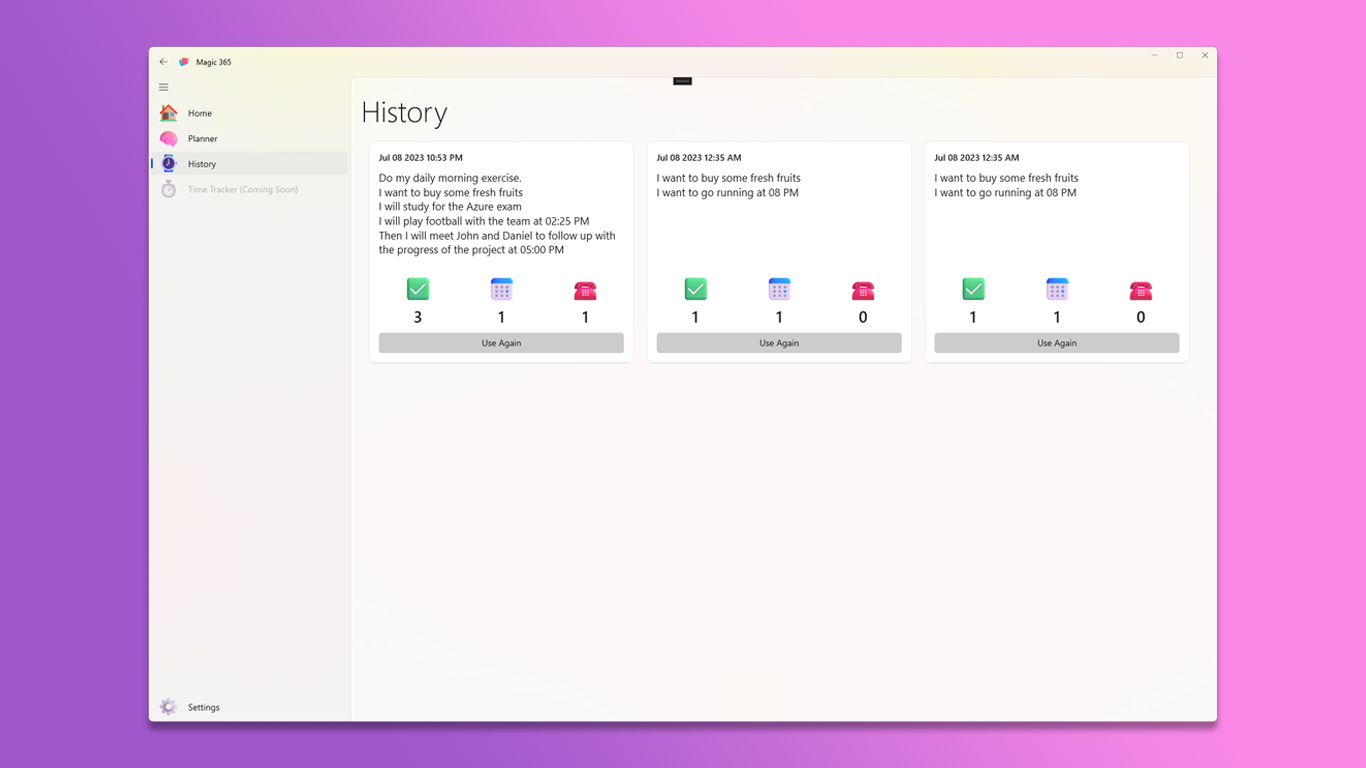 Magic 365
Home
Planner
History
Time Tracker (Coming Soon)
Settings
History
Jul 08 2023 10:53 PM
Do my daily morning exercise.
I want to buy some fresh fruits
I will study for the Azure exam
I will play football with the team at 02:25 PM
Then I will meet John and Daniel to follow up with
the progress of the project at 05:00 PM
3 1 1
Use Again
Jul 08 2023 12:35 AM
I want to buy some fresh fruits
I want to go running at 08 PM
1 1 0
Use Again
Jul 08 2023 12:35 AM
I want to buy some fresh fruits
I want to go running at 08 PM
1 1 0
Use Again